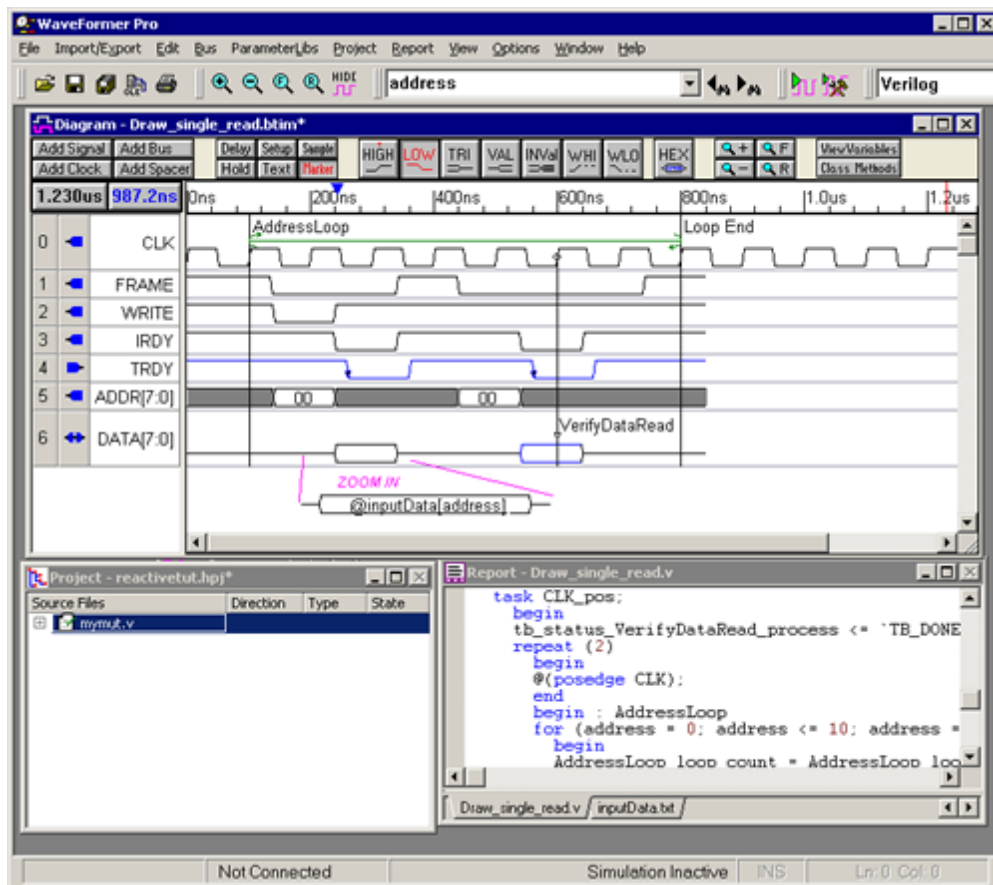 WaveFormer Pro
File Import/Export Edit Bus ParameterLibs Project Report View Options Window Help
HIDE address Verilog
Diagram - Draw_single_read.btim*
Add Signal Add Bus Delay Setup Sample HIGH LOW TRI VAL INVal WHI WLO HEX + F ViewVariables
Add Clock Add Spacer Hold Text Marker - R Class Methods
1.230us 987.2ns 0ns 200ns 400ns 600ns 800ns 1.0us 1.2us
AddressLoop Loop End
0 CLK
1 FRAME
2 WRITE
3 IRDY
4 TRDY
5 ADDR[7:0] 00 00
VerifyDataRead
6 DATA[7:0]
ZOOM IN
@inputData[address]
Project - reactivetut.hpj*
Source Files Direction Type State
mymut.v
Report - Draw_single_read.v
task CLK_pos;
begin
tb_status_VerifyDataRead_process <= `TB_DONE
repeat (2)
begin
@(posedge CLK);
end
begin : AddressLoop
for (address = 0; address <= 10; address =
begin
AddressLoop_loop_count = AddressLoop_loo
Draw_single_read.v inputData.txt
Not Connected Simulation Inactive INS Ln:0 Col:0